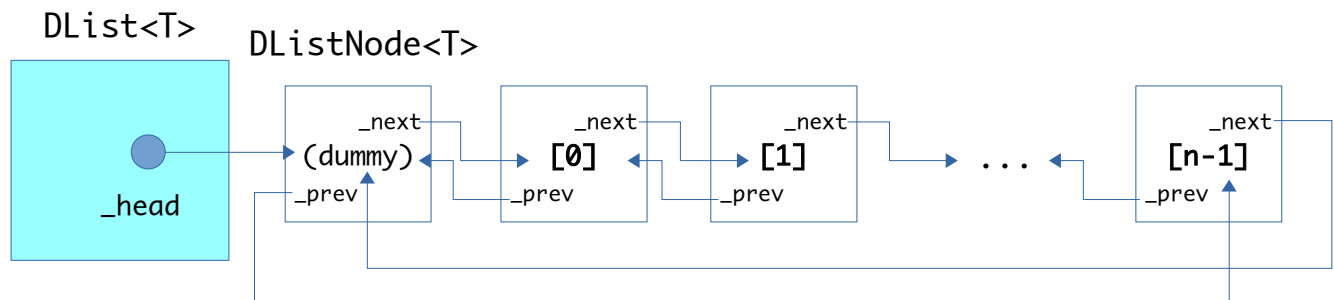 DList<T>
DListNode<T>
_next _next _next _next
(dummy) [0] [1] ... [n-1]
_prev _prev _prev _prev
_head